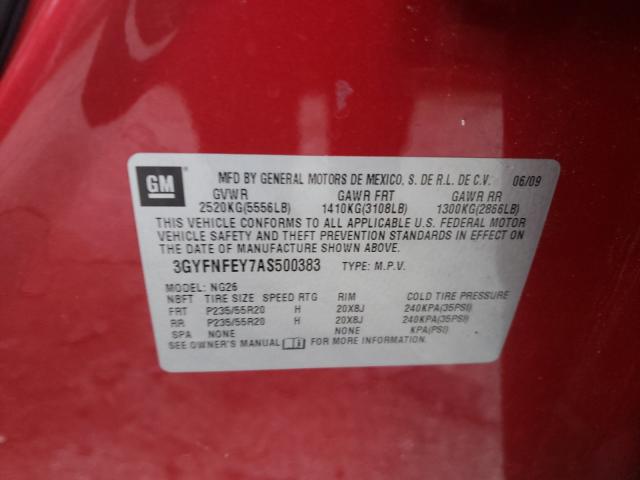 GM
MFD BY GENERAL MOTORS DE MEXICO, S. DE R.L. DE C.V. 06/09
GVWR GAWR FRT GAWR RR
2520KG(5556LB) 1410KG(3108LB) 1300KG(2866LB)
THIS VEHICLE CONFORMS TO ALL APPLICABLE U.S. FEDERAL MOTOR
VEHICLE SAFETY AND THEFT PREVENTION STANDARDS IN EFFECT ON
THE DATE OF MANUFACTURE SHOWN ABOVE.
3GYFNFEY7AS500383 TYPE: M.P.V.
MODEL: NG26
NBFT TIRE SIZE SPEED RTG RIM COLD TIRE PRESSURE
FRT P235/55R20 H 20X8J 240KPA(35PSI)
RR P235/55R20 H 20X8J 240KPA(35PSI)
SPA NONE NONE KPA(PSI)
SEE OWNER'S MANUAL FOR MORE INFORMATION.